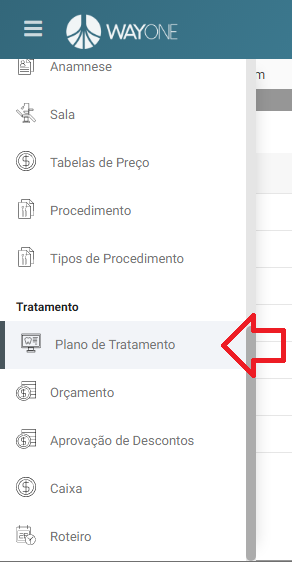 WAYONE
Anamnese
m
Sala
Tabelas de Preço
Procedimento
Tipos de Procedimento
Tratamento
Plano de Tratamento
Orçamento
Aprovação de Descontos
Caixa
Roteiro